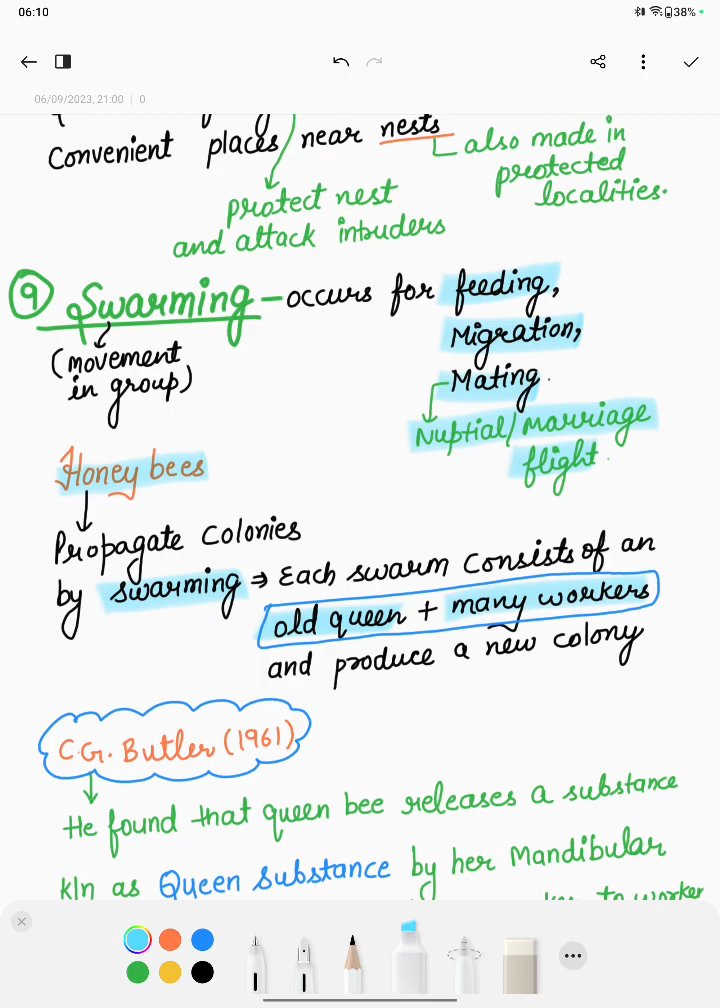 06:10
38%
06/09/2023, 21:00 | 0
Convenient places near nests
also made in
protected
localities.
protect nest
and attack intruders
9 Swarming - occurs for feeding,
Migration,
Mating.
(movement
in group)
Nuptial/marriage
flight.
Honey bees
Propagate Colonies
by swarming ⇒ Each swarm consists of an
old queen + many workers
and produce a new colony
C.G. Butler (1961)
He found that queen bee releases a substance
kln as Queen substance by her Mandibular
to worker